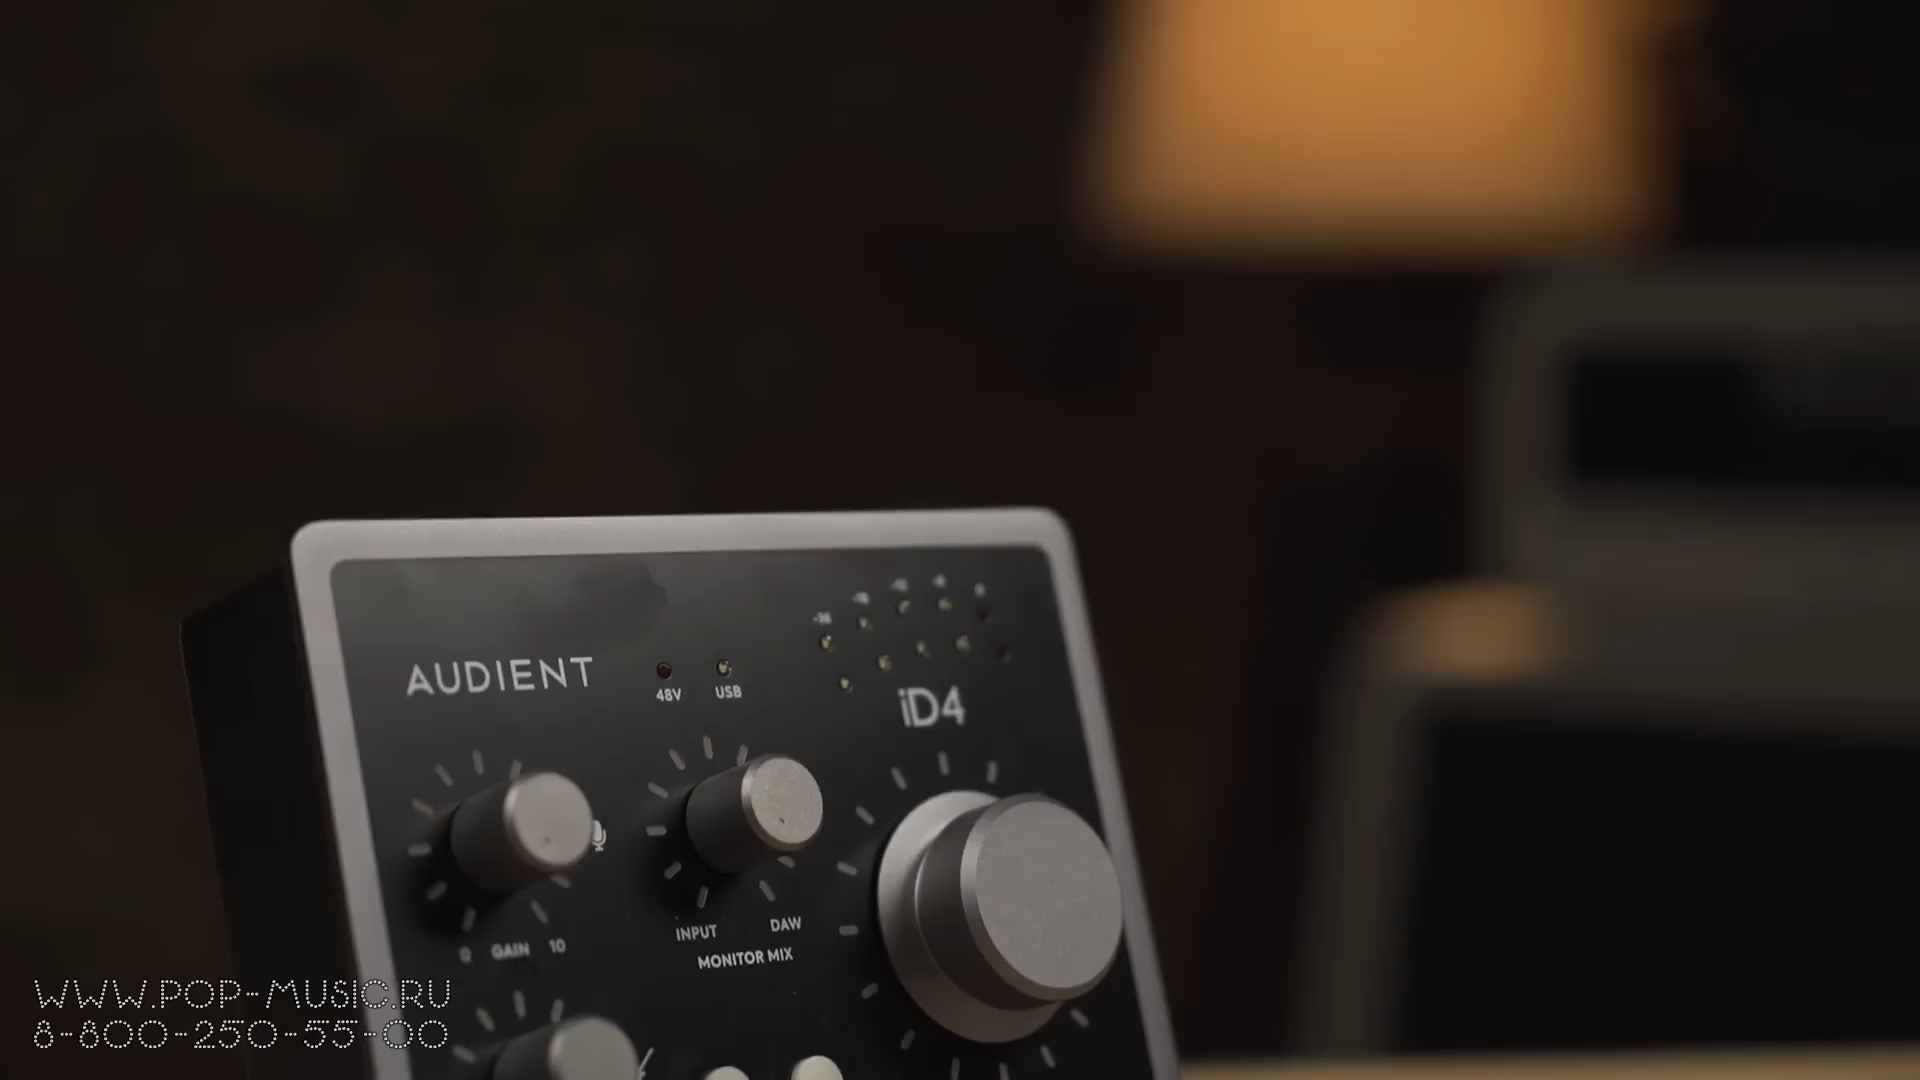 AUDIENT
48V
USB
iD4
0 GAIN 10
INPUT DAW
MONITOR MIX
WWW.POP-MUSIC.RU
8-800-250-55-00